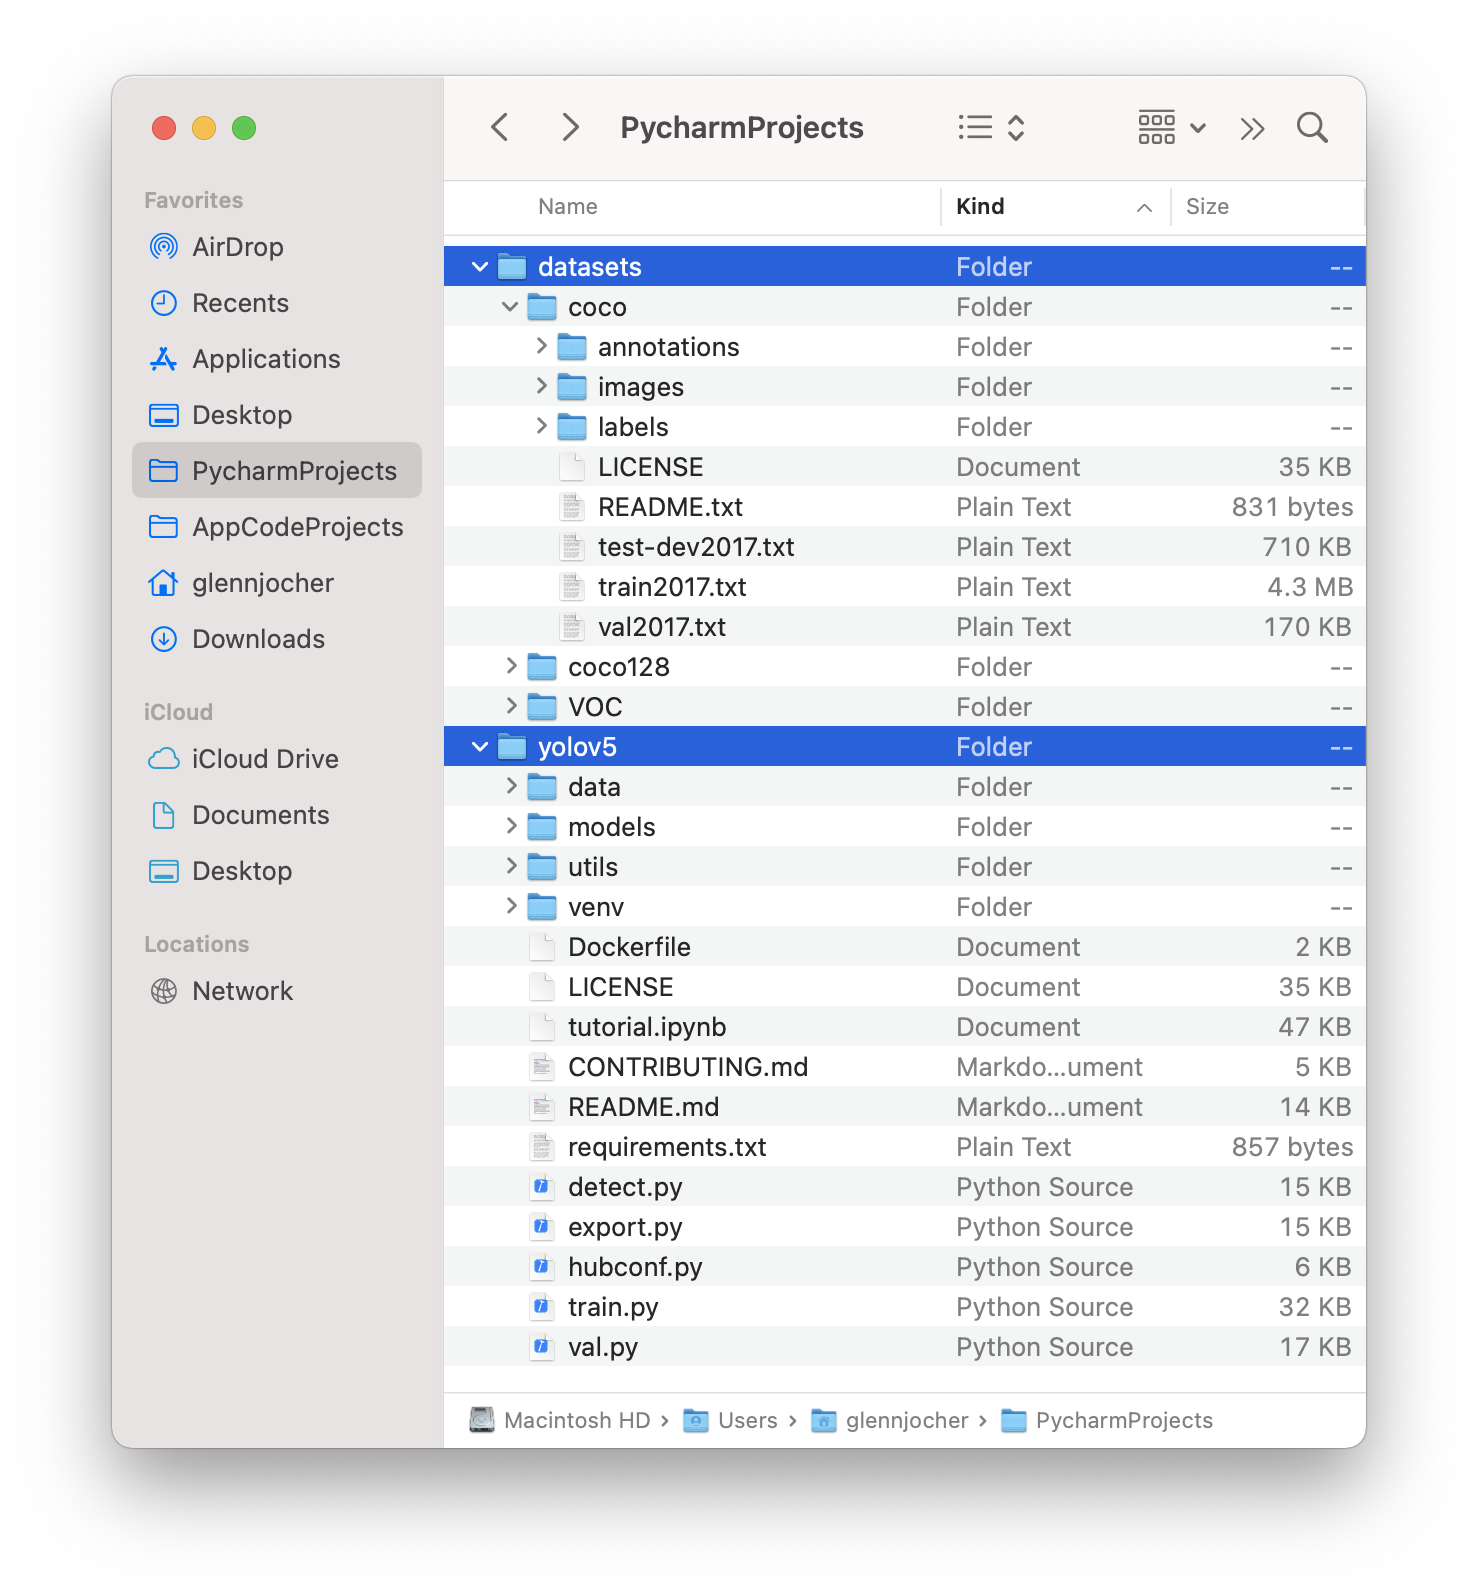 PycharmProjects
Favorites
AirDrop
Recents
Applications
Desktop
PycharmProjects
AppCodeProjects
glennjocher
Downloads
iCloud
iCloud Drive
Documents
Desktop
Locations
Network
Name Kind Size
datasets Folder --
coco Folder --
annotations Folder --
images Folder --
labels Folder --
LICENSE Document 35 KB
README.txt Plain Text 831 bytes
test-dev2017.txt Plain Text 710 KB
train2017.txt Plain Text 4.3 MB
val2017.txt Plain Text 170 KB
coco128 Folder --
VOC Folder --
yolov5 Folder --
data Folder --
models Folder --
utils Folder --
venv Folder --
Dockerfile Document 2 KB
LICENSE Document 35 KB
tutorial.ipynb Document 47 KB
CONTRIBUTING.md Markdo...ument 5 KB
README.md Markdo...ument 14 KB
requirements.txt Plain Text 857 bytes
detect.py Python Source 15 KB
export.py Python Source 15 KB
hubconf.py Python Source 6 KB
train.py Python Source 32 KB
val.py Python Source 17 KB
Macintosh HD › Users › glennjocher › PycharmProjects